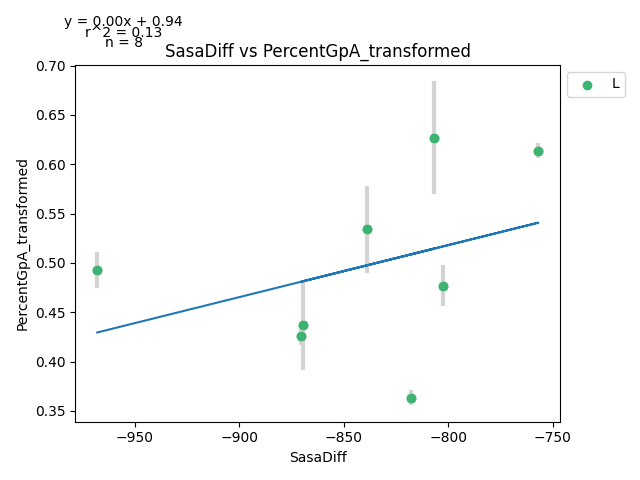 y = 0.00x + 0.94
r^2 = 0.13
n = 8
SasaDiff vs PercentGpA_transformed
L
PercentGpA_transformed
0.70
0.65
0.60
0.55
0.50
0.45
0.40
0.35
−950
−900
−850
−800
−750
SasaDiff